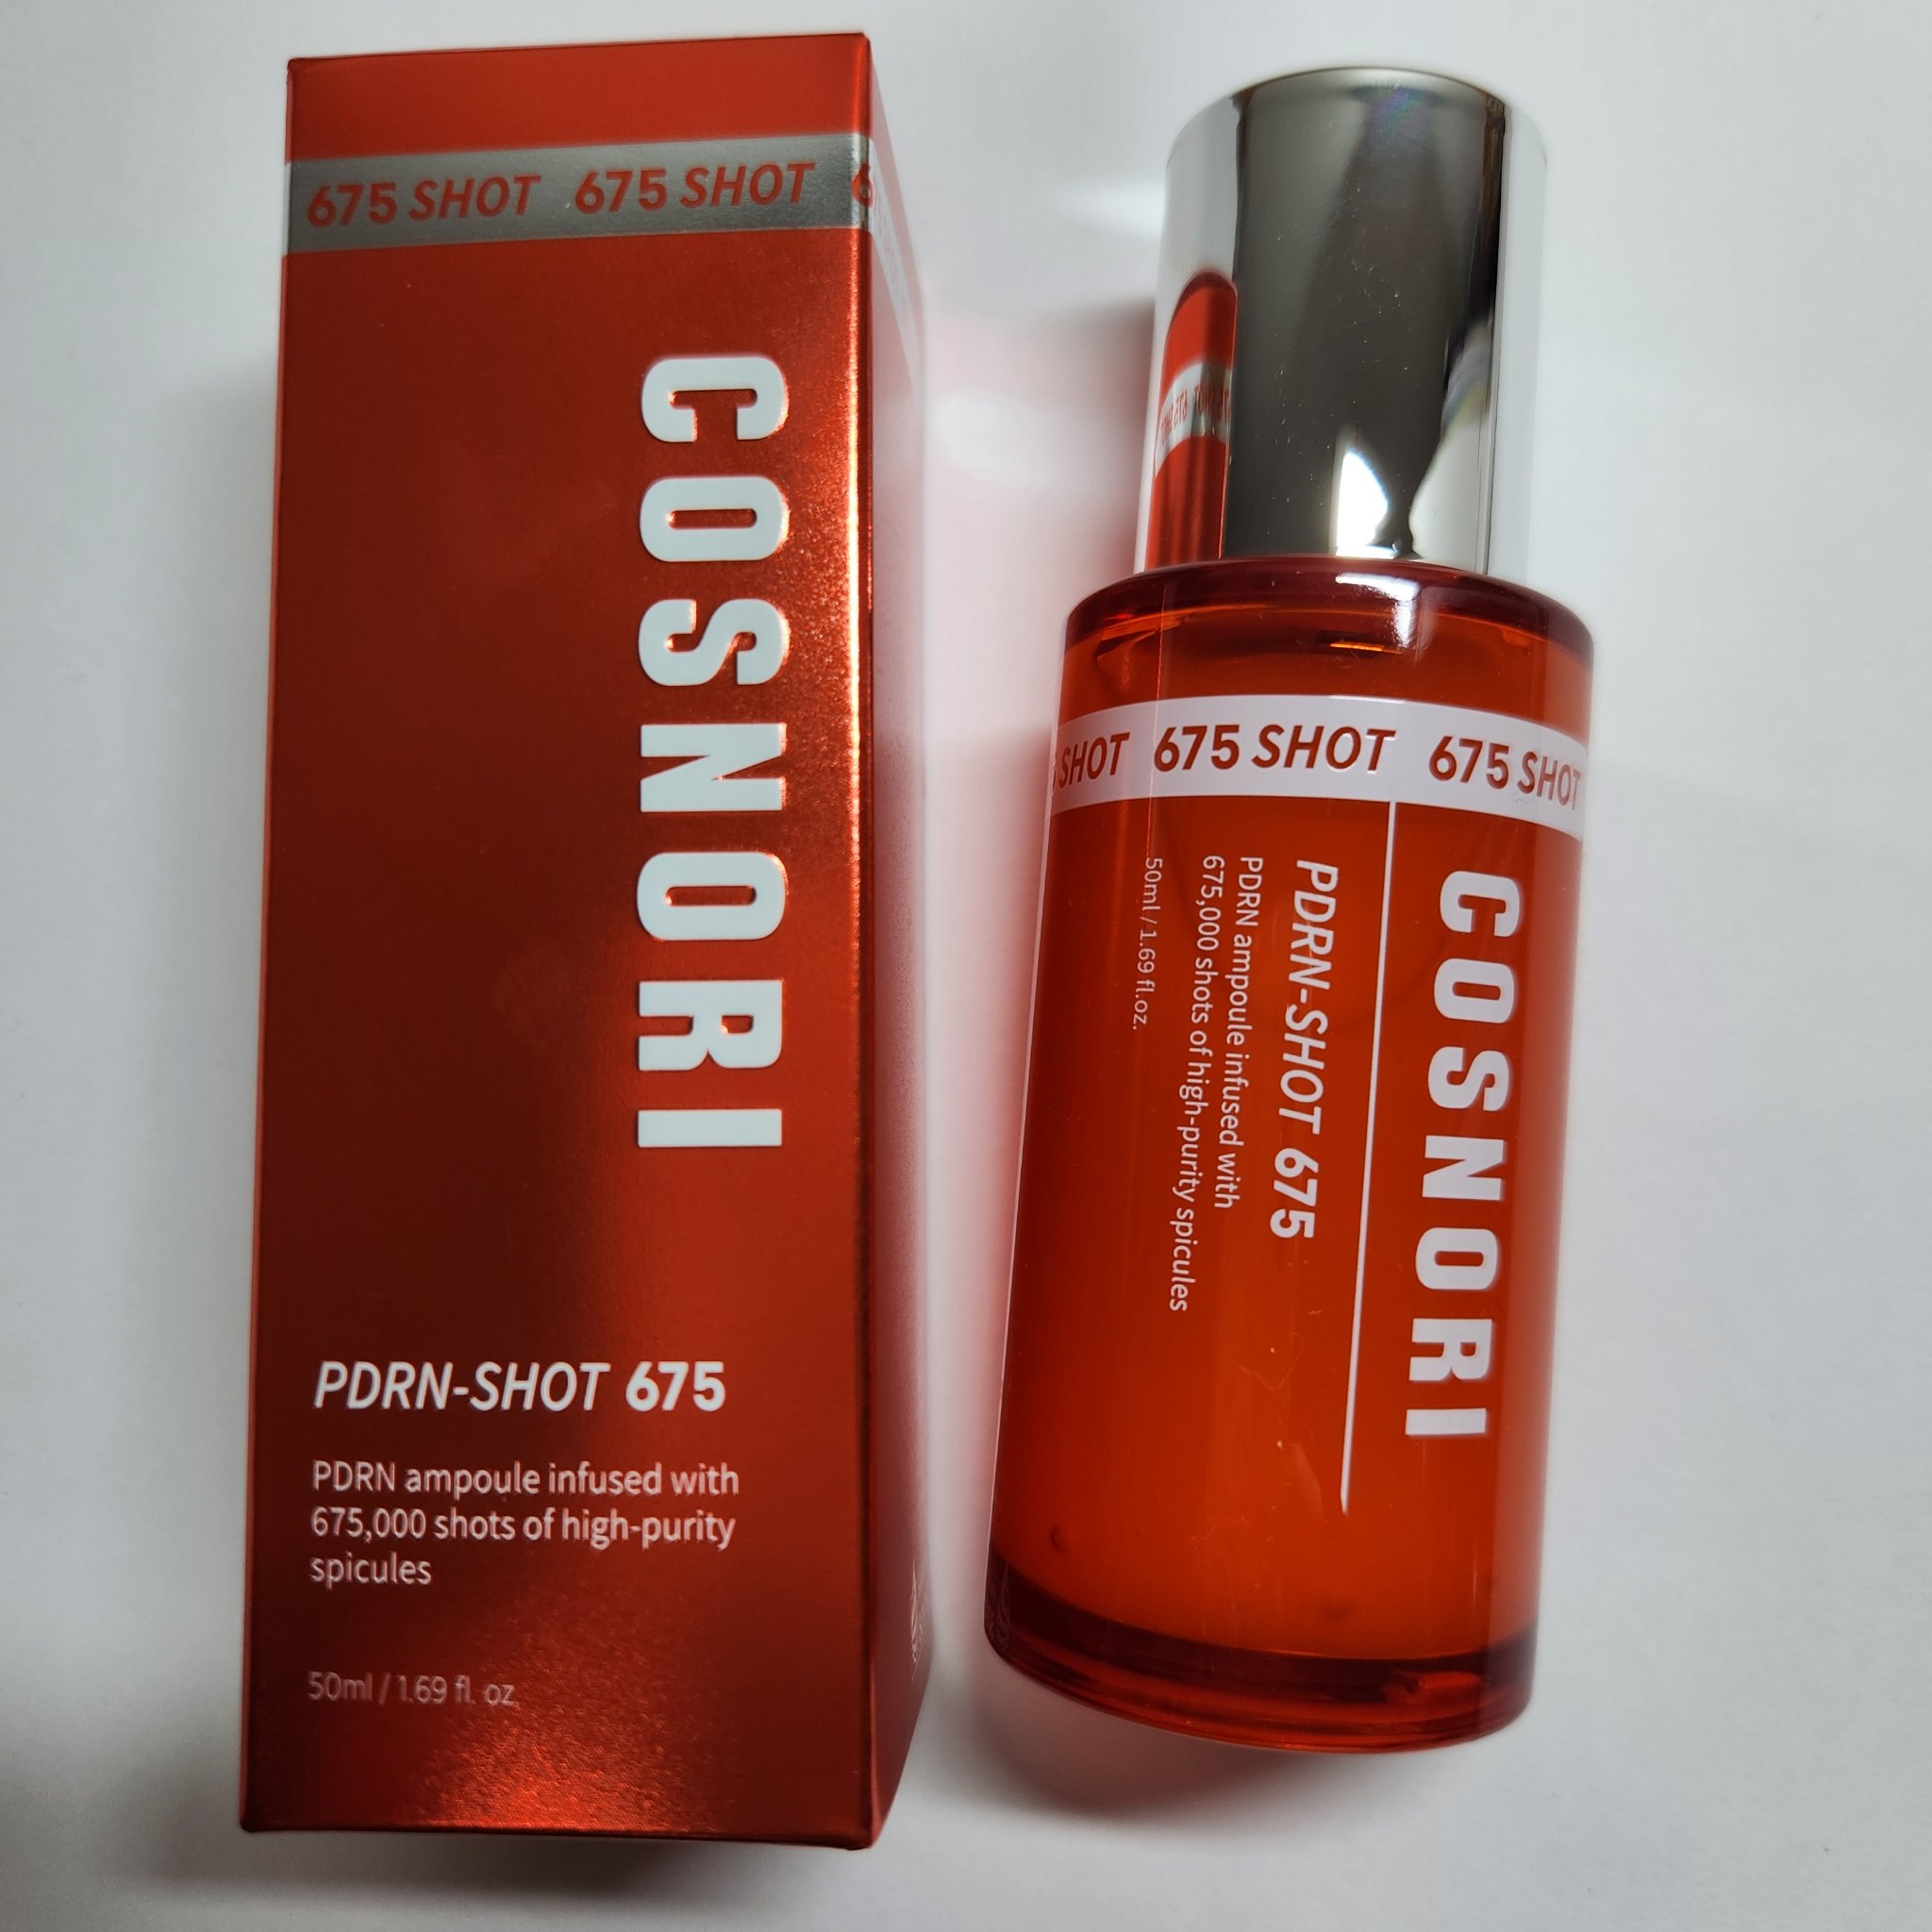 675 SHOT 675 SHOT 6
COSNORI
PDRN-SHOT 675
PDRN ampoule infused with
675,000 shots of high-purity
spicules
50ml / 1.69 fl. oz
SHOT 675 SHOT 675 SHOT
COSNORI
PDRN-SHOT 675
PDRN ampoule infused with
675,000 shots of high-purity spicules
50ml / 1.69 fl.oz.